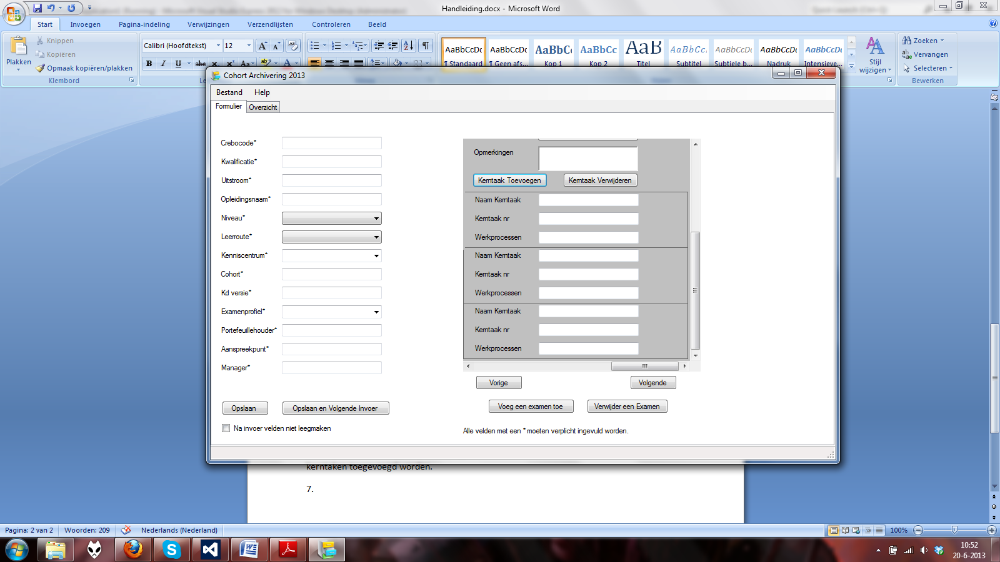 Handleiding.docx - Microsoft Word
Start Invoegen Pagina-indeling Verwijzingen Verzendlijsten Controleren Beeld
Plakken
Knippen
Kopiëren
Opmaak kopiëren/plakken
Klembord
Calibri (Hoofdtekst) 12
B I U abc X₂ X² Aa
AaBbCcDc AaBbCcDc AaBbCc AaBbCc AaB AaBbCc. AaBbCcDc AaBbCcDc AaBbCcDc
¶ Standaard ¶ Geen afs... Kop 1 Kop 2 Titel Subtitel Subtiele b... Nadruk Intensieve...
Stijl wijzigen
Zoeken
Vervangen
Selecteren
Bewerken
Cohort Archivering 2013
Bestand Help
Formulier Overzicht
Crebocode*
Kwalificatie*
Uitstroom*
Opleidingsnaam*
Niveau*
Leerroute*
Kenniscentrum*
Cohort*
Kd versie*
Examenprofiel*
Portefeuillehouder*
Aanspreekpunt*
Manager*
Opslaan Opslaan en Volgende Invoer
Na invoer velden niet leegmaken
Opmerkingen
Kerntaak Toevoegen Kerntaak Verwijderen
Naam Kerntaak
Kerntaak nr
Werkprocessen
Naam Kerntaak
Kerntaak nr
Werkprocessen
Naam Kerntaak
Kerntaak nr
Werkprocessen
Vorige Volgende
Voeg een examen toe Verwijder een Examen
Alle velden met een * moeten verplicht ingevuld worden.
kerntaken toegevoegd worden.
7.
Pagina: 2 van 2 Woorden: 209 Nederlands (Nederland) 100%
10:52
20-6-2013